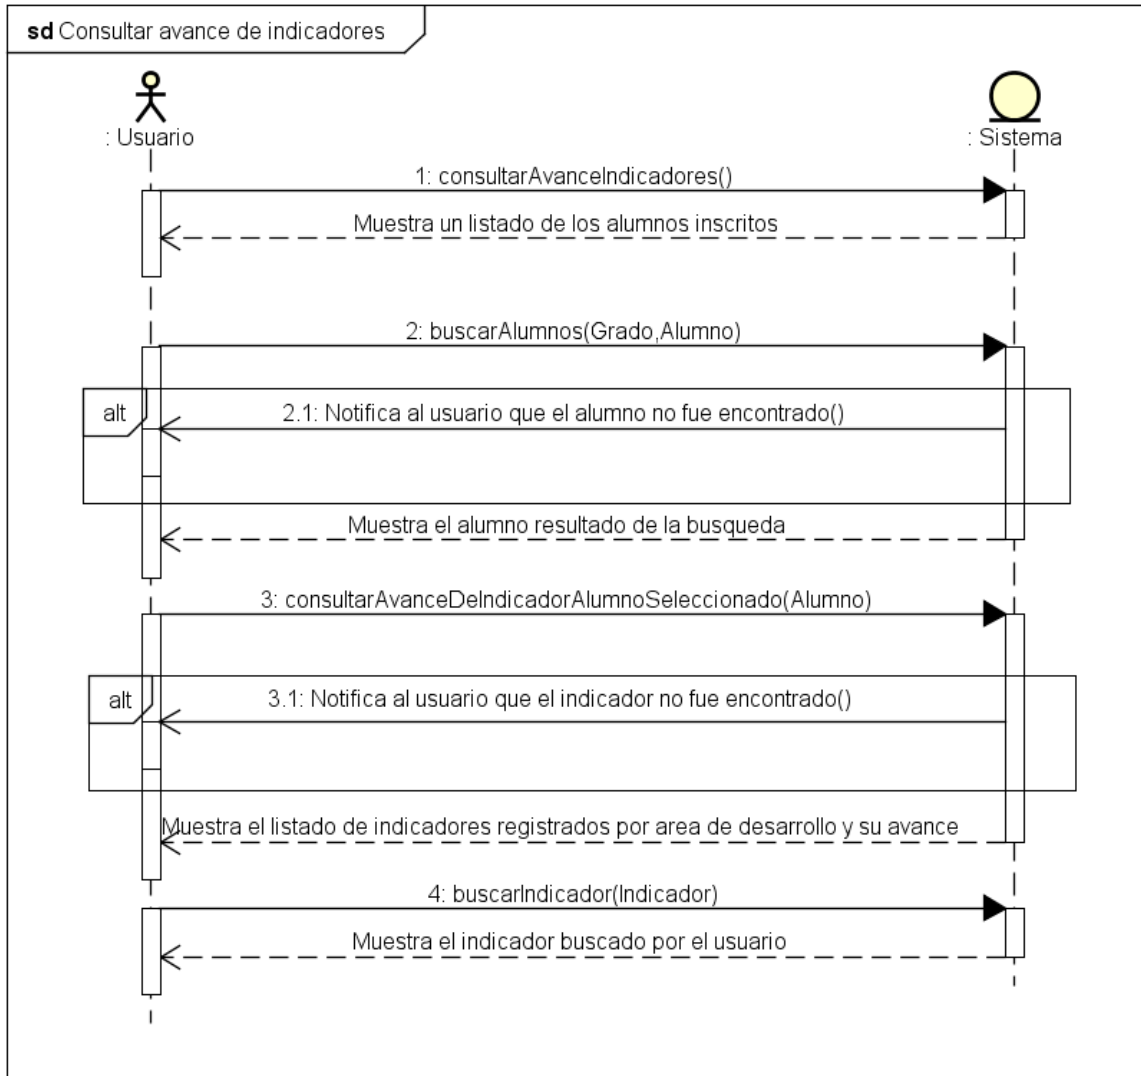 sd Consultar avance de indicadores
: Usuario
: Sistema
1: consultarAvanceIndicadores()
Muestra un listado de los alumnos inscritos
2: buscarAlumnos(Grado,Alumno)
alt
2.1: Notifica al usuario que el alumno no fue encontrado()
Muestra el alumno resultado de la busqueda
3: consultarAvanceDeIndicadorAlumnoSeleccionado(Alumno)
alt
3.1: Notifica al usuario que el indicador no fue encontrado()
Muestra el listado de indicadores registrados por area de desarrollo y su avance
4: buscarIndicador(Indicador)
Muestra el indicador buscado por el usuario